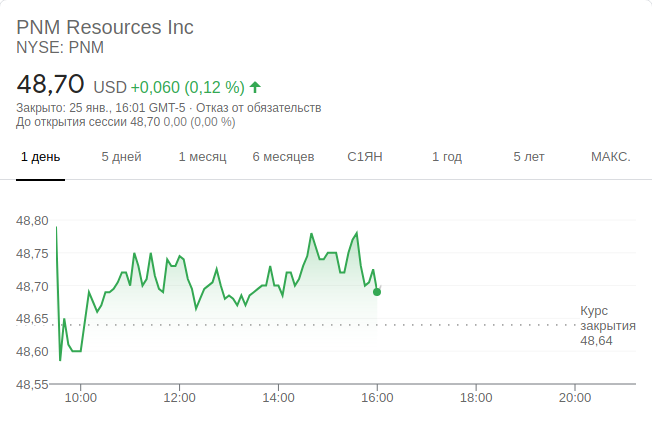 PNM Resources Inc
NYSE: PNM
48,70 USD +0,060 (0,12 %)
Закрыто: 25 янв., 16:01 GMT-5 · Отказ от обязательств
До открытия сессии 48,70 0,00 (0,00 %)
1 день 5 дней 1 месяц 6 месяцев С1ЯН 1 год 5 лет МАКС.
48,80
48,75
48,70
48,65
48,60
48,55
Курс
закрытия
48,64
10:00 12:00 14:00 16:00 18:00 20:00